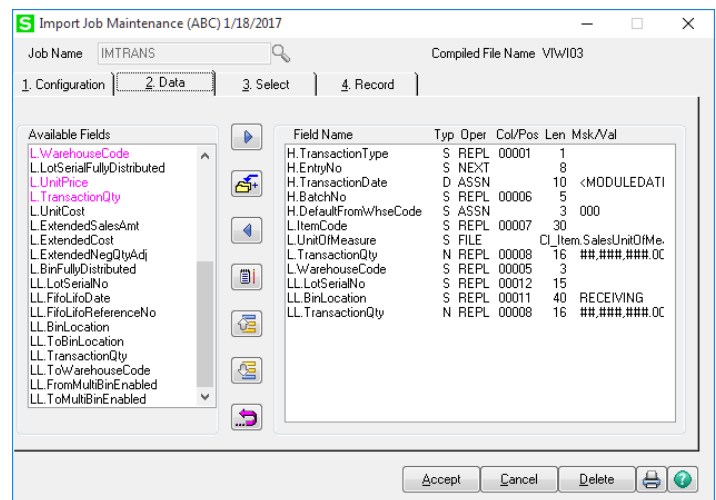 S Import Job Maintenance (ABC) 1/18/2017
Job Name IMTRANS Compiled File Name VIWI03
1. Configuration 2. Data 3. Select 4. Record
Available Fields
L.WarehouseCode
L.LotSerialFullyDistributed
L.UnitPrice
L.TransactionQty
L.UnitCost
L.ExtendedSalesAmt
L.ExtendedCost
L.ExtendedNegQtyAdj
L.BinFullyDistributed
LL.LotSerialNo
LL.FifoLifoDate
LL.FifoLifoReferenceNo
LL.BinLocation
LL.ToBinLocation
LL.TransactionQty
LL.ToWarehouseCode
LL.FromMultiBinEnabled
LL.ToMultiBinEnabled
Field Name Typ Oper Col/Pos Len Msk/Val
H.TransactionType S REPL 00001 1
H.EntryNo S NEXT 8
H.TransactionDate D ASSN 10 <MODULEDATI
H.BatchNo S REPL 00006 5
H.DefaultFromWhseCode S ASSN 3 000
L.ItemCode S REPL 00007 30
L.UnitOfMeasure S FILE CI_Item.SalesUnitOfMe.
L.TransactionQty N REPL 00008 16 ##,###,###.0C
L.WarehouseCode S REPL 00005 3
LL.LotSerialNo S REPL 00012 15
LL.BinLocation S REPL 00011 40 RECEIVING
LL.TransactionQty N REPL 00008 16 ##,###,###.0C
Accept Cancel Delete ?